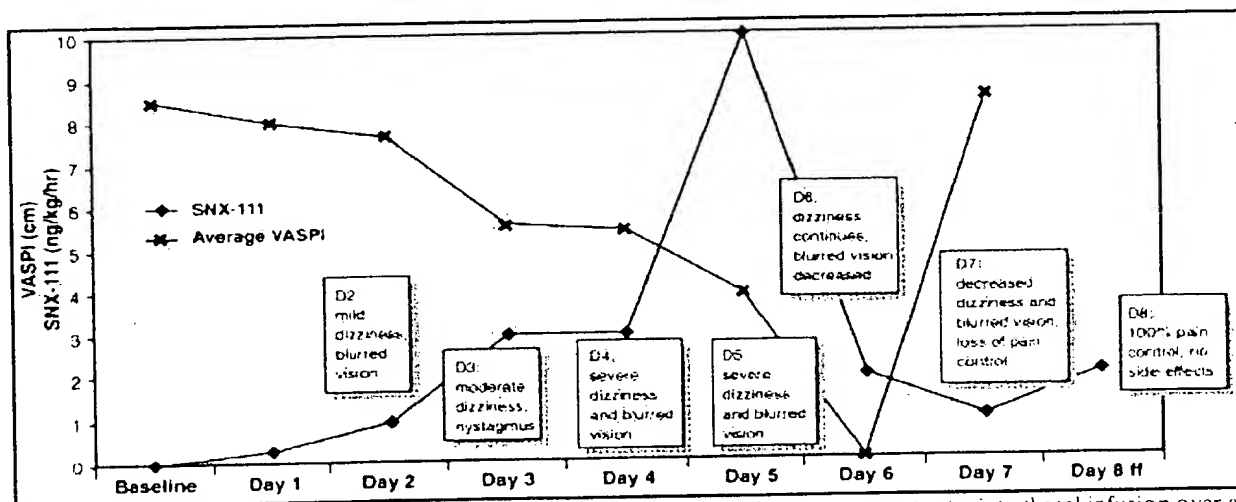 10
9
8
7
6
5
4
3
2
1
0
VASPI (cm)
SNX-111 (ng/kg/hr)
SNX-111
Average VASPI
D2
mild
dizziness,
blurred
vision
D3:
moderate
dizziness,
nystagmus
D4,
severe
dizziness
and blurred
vision
D5
severe
dizziness
and blurred
vision
D6,
dizziness
continues,
blurred vision
decreased
D7:
decreased
dizziness and
blurred vision,
loss of pain
control
D8:
100% pain
control, no
side effects
Baseline Day 1 Day 2 Day 3 Day 4 Day 5 Day 6 Day 7 Day 8 ff
infusion over